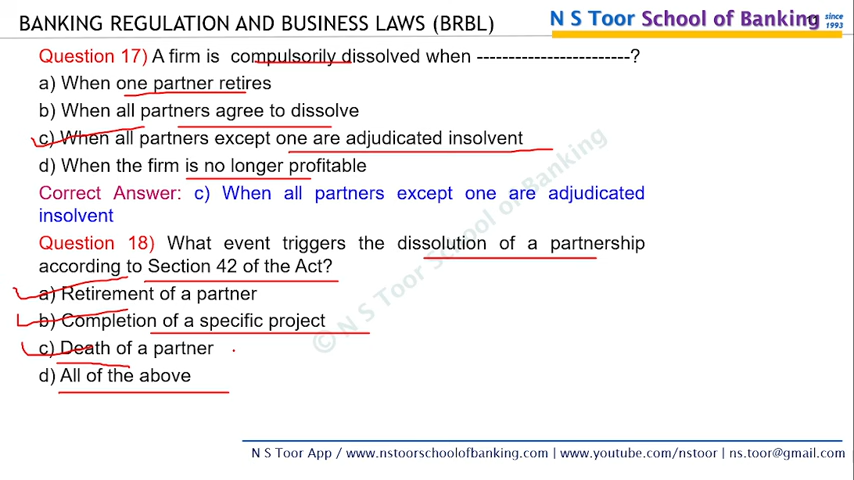 BANKING REGULATION AND BUSINESS LAWS (BRBL)
N S Toor School of Banking since 1993
Question 17) A firm is compulsorily dissolved when -----------------------?
a) When one partner retires
b) When all partners agree to dissolve
c) When all partners except one are adjudicated insolvent
d) When the firm is no longer profitable
Correct Answer: c) When all partners except one are adjudicated
insolvent
Question 18) What event triggers the dissolution of a partnership
according to Section 42 of the Act?
a) Retirement of a partner
b) Completion of a specific project
c) Death of a partner
d) All of the above
© N S Toor School of Banking
N S Toor App / www.nstoorschoolofbanking.com | www.youtube.com/nstoor | ns.toor@gmail.com